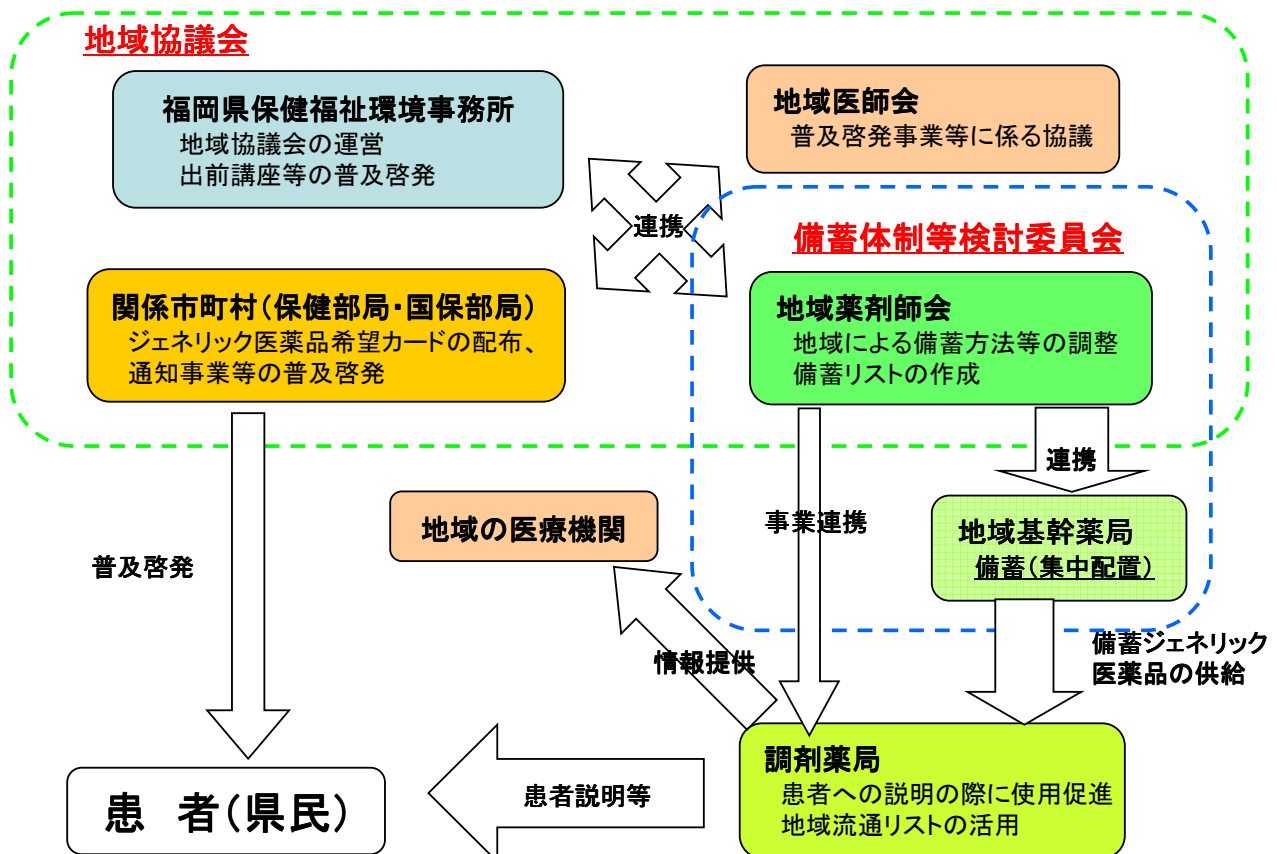 地域協議会
福岡県保健福祉環境事務所
地域協議会の運営
出前講座等の普及啓発
地域医師会
普及啓発事業等に係る協議
連携
備蓄体制等検討委員会
関係市町村(保健部局・国保部局)
ジェネリック医薬品希望カードの配布、
通知事業等の普及啓発
地域薬剤師会
地域による備蓄方法等の調整
備蓄リストの作成
連携
地域の医療機関
事業連携
地域基幹薬局
備蓄(集中配置)
普及啓発
情報提供
備蓄ジェネリック
医薬品の供給
調剤薬局
患者への説明の際に使用促進
地域流通リストの活用
患者説明等
患 者(県民)